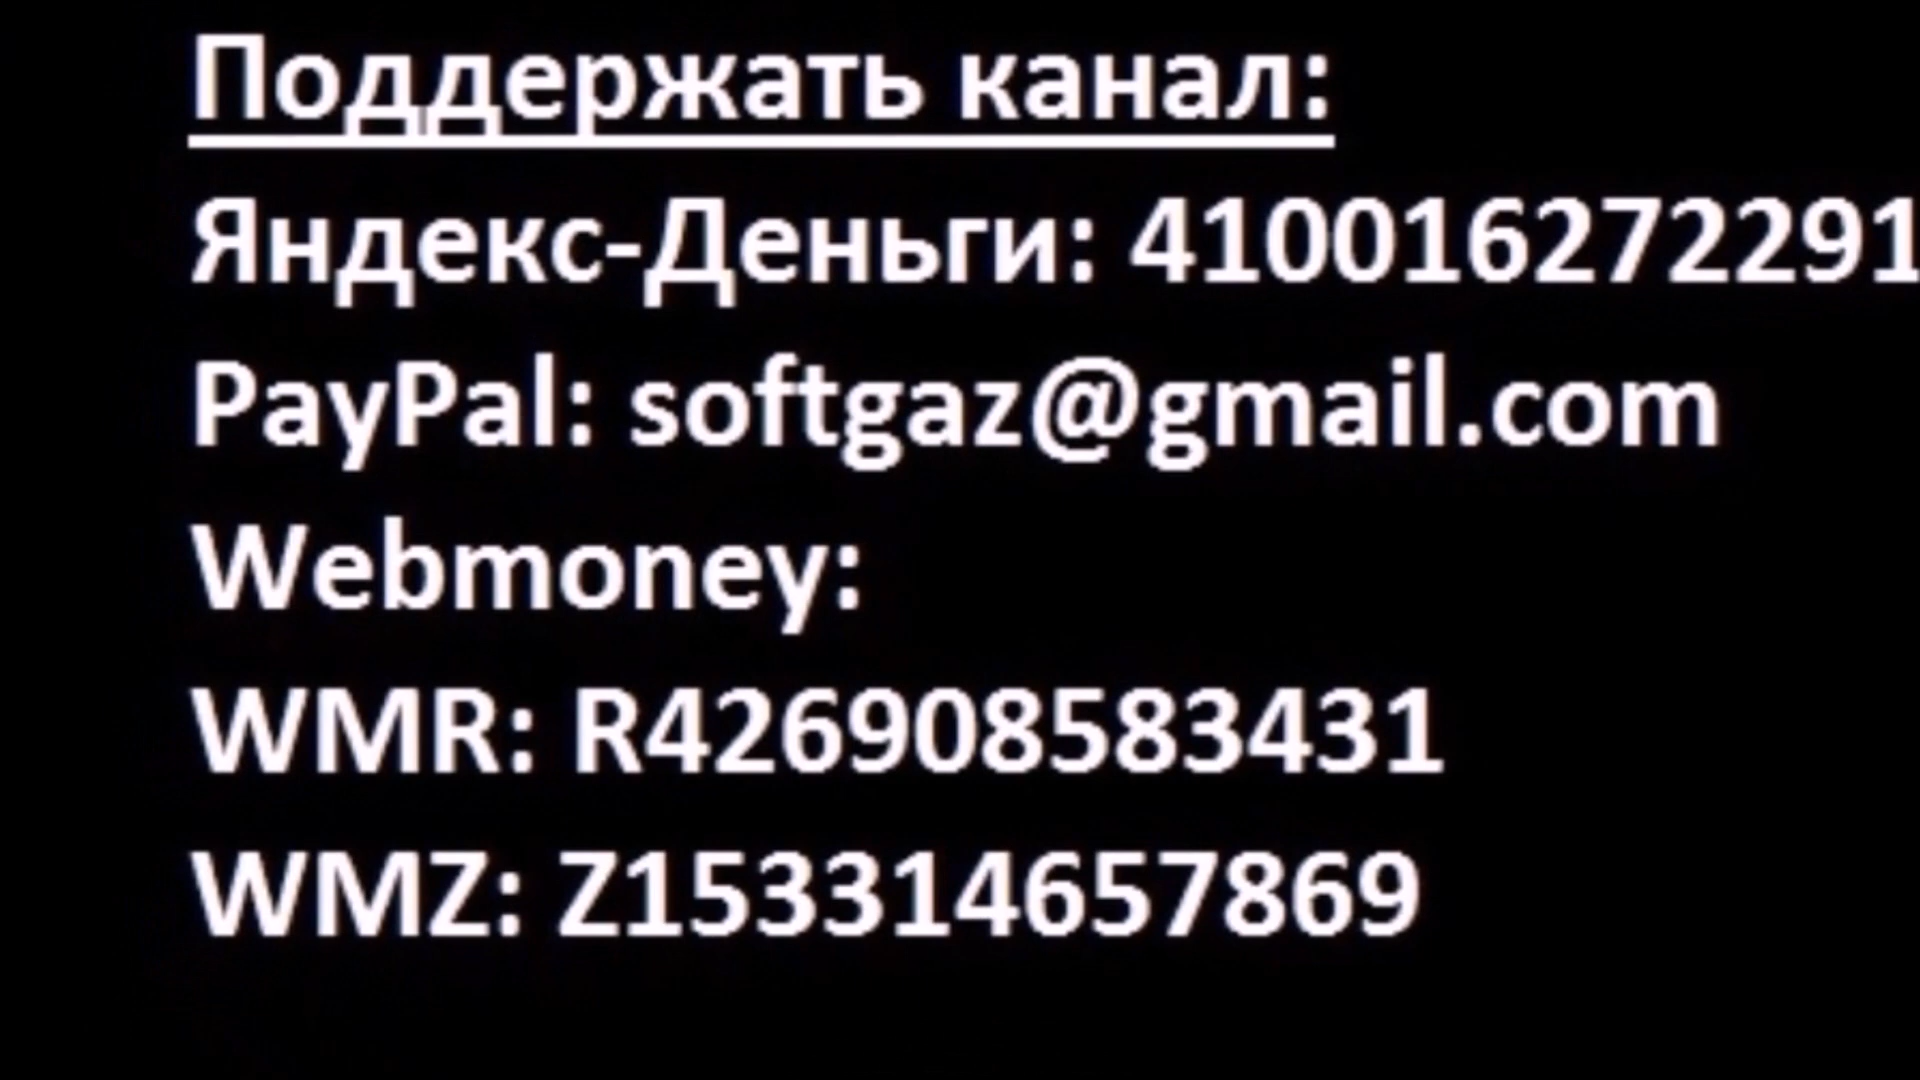 Поддержать канал:
Яндекс-Деньги: 410016272291
PayPal: softgaz@gmail.com
Webmoney:
WMR: R426908583431
WMZ: Z153314657869